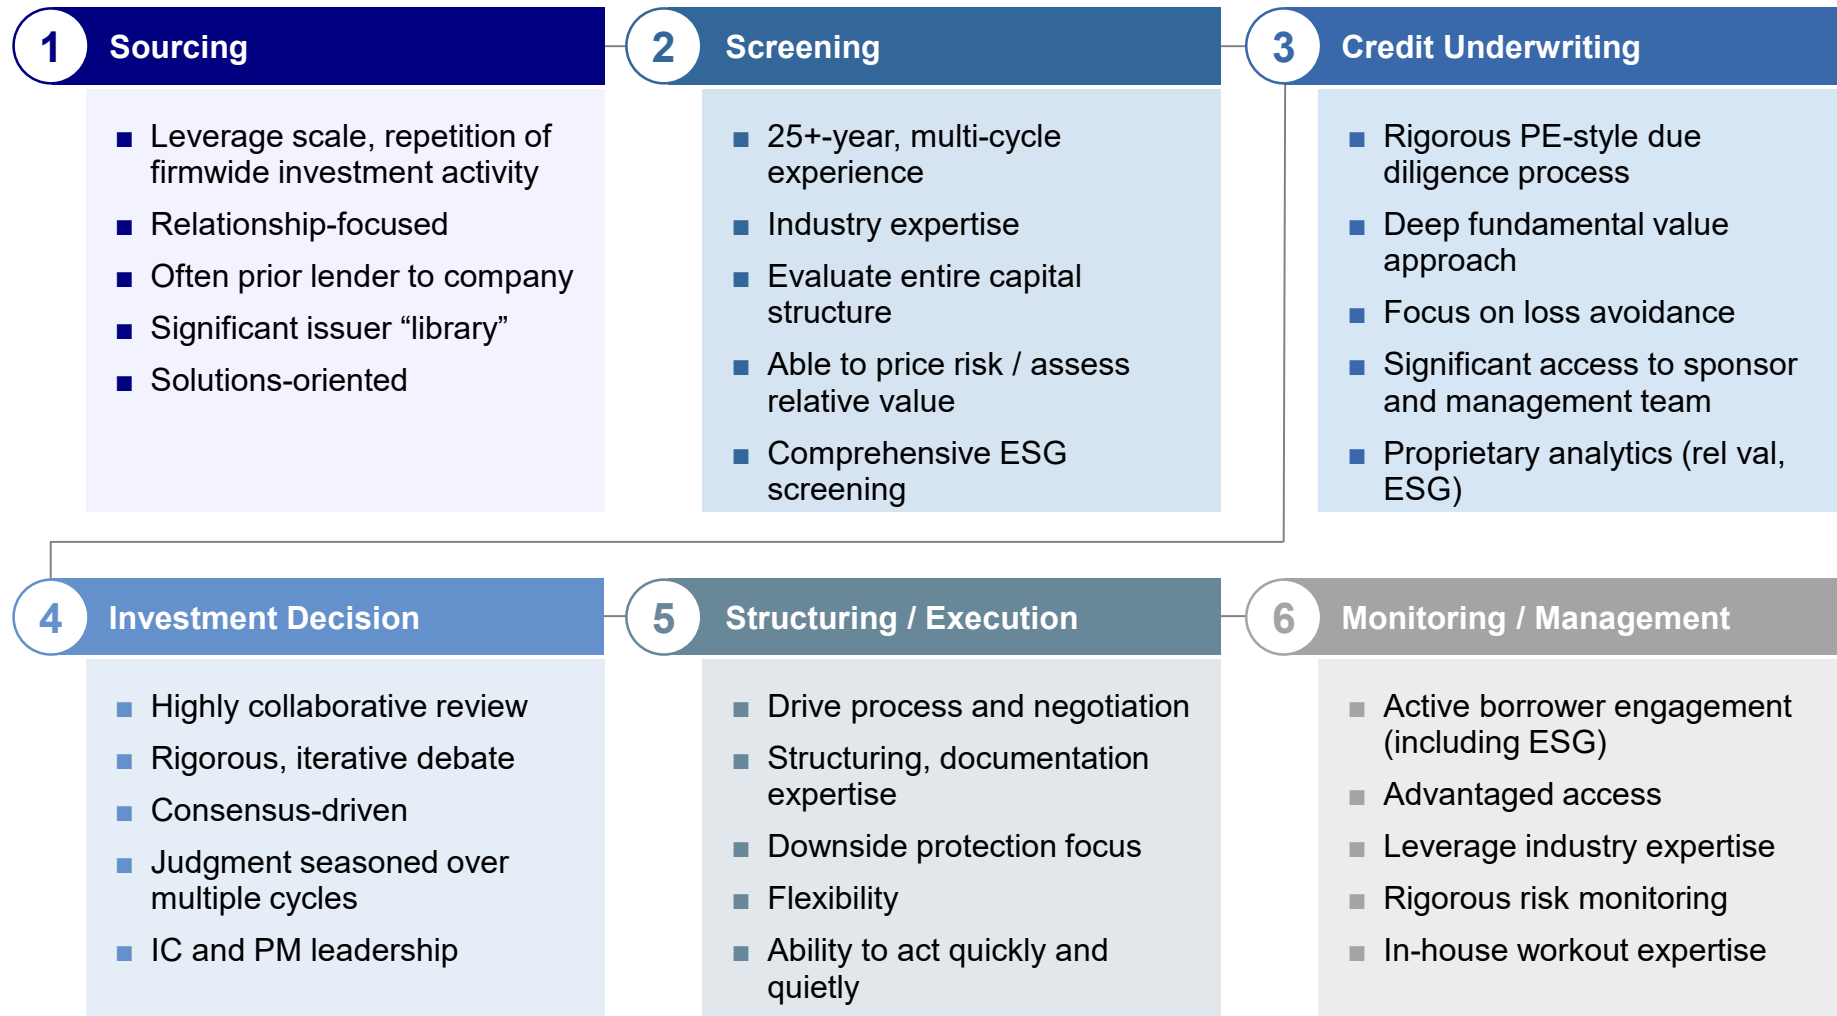 1 Sourcing
■ Leverage scale, repetition of
firmwide investment activity
■ Relationship-focused
■ Often prior lender to company
■ Significant issuer “library”
■ Solutions-oriented
2 Screening
■ 25+-year, multi-cycle
experience
■ Industry expertise
■ Evaluate entire capital
structure
■ Able to price risk / assess
relative value
■ Comprehensive ESG
screening
3 Credit Underwriting
■ Rigorous PE-style due
diligence process
■ Deep fundamental value
approach
■ Focus on loss avoidance
■ Significant access to sponsor
and management team
■ Proprietary analytics (rel val,
ESG)
4 Investment Decision
■ Highly collaborative review
■ Rigorous, iterative debate
■ Consensus-driven
■ Judgment seasoned over
multiple cycles
■ IC and PM leadership
5 Structuring / Execution
■ Drive process and negotiation
■ Structuring, documentation
expertise
■ Downside protection focus
■ Flexibility
■ Ability to act quickly and
quietly
6 Monitoring / Management
■ Active borrower engagement
(including ESG)
■ Advantaged access
■ Leverage industry expertise
■ Rigorous risk monitoring
■ In-house workout expertise